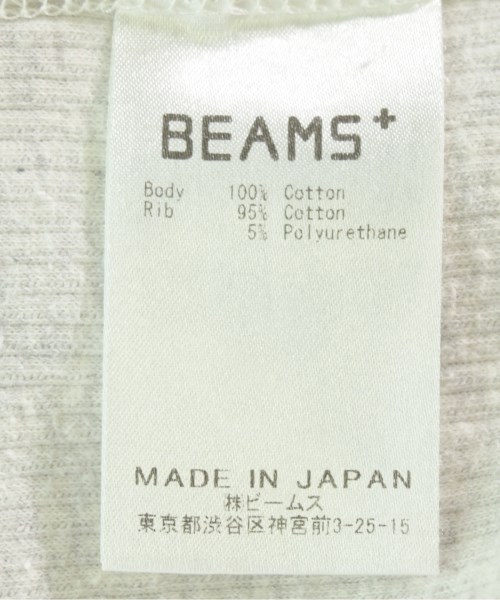 BEAMS+
Body 100% Cotton
Rib 95% Cotton
5% Polyurethane
MADE IN JAPAN
㈱ビームス
東京都渋谷区神宮前3-25-15